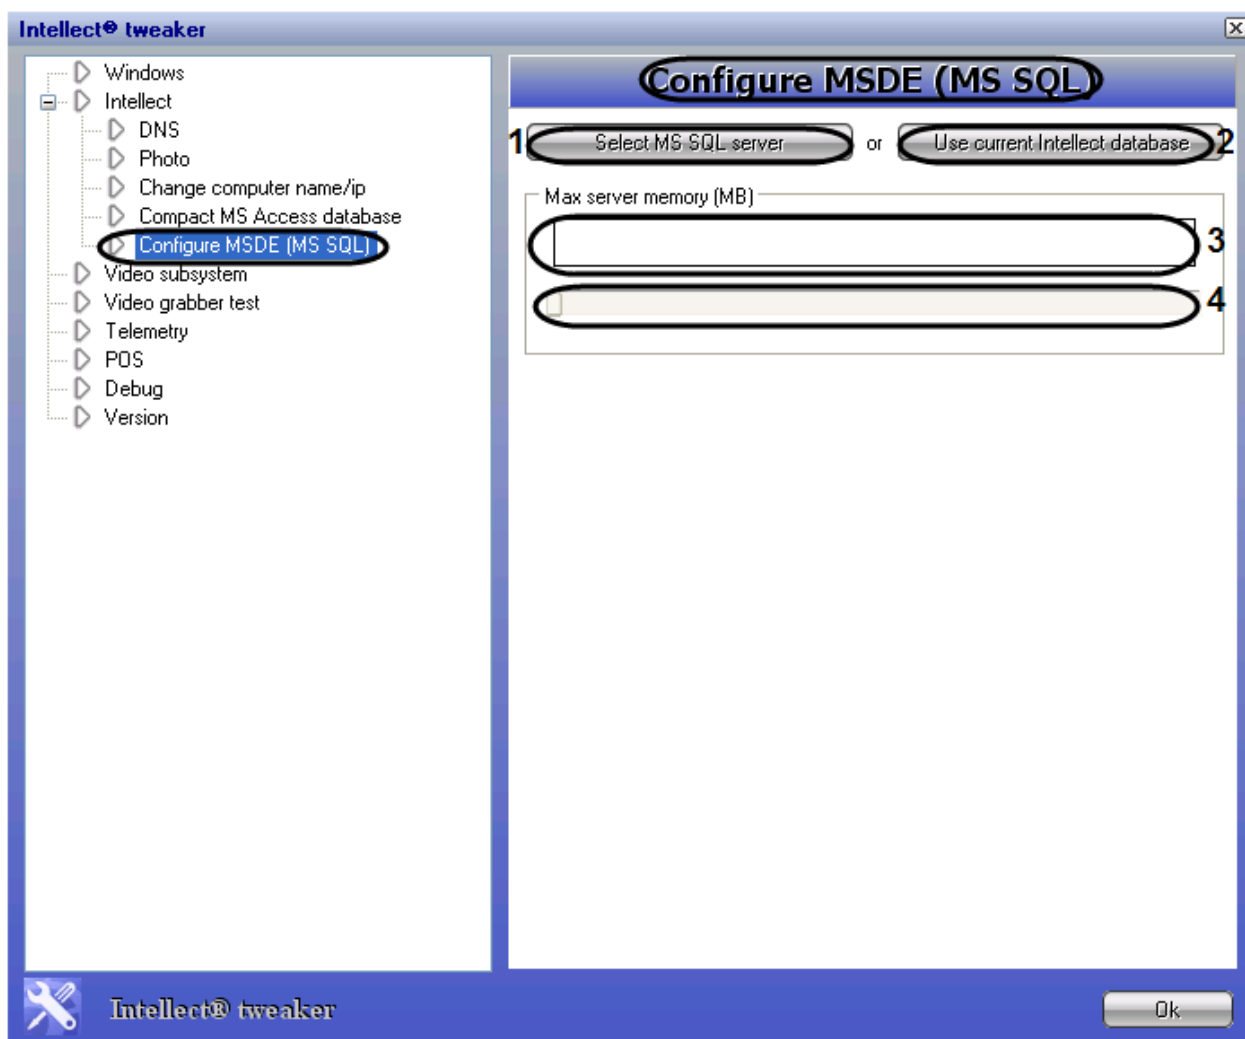 Intellect® tweaker
Windows
Intellect
DNS
Photo
Change computer name/ip
Compact MS Access database
Configure MSDE (MS SQL)
Video subsystem
Video grabber test
Telemetry
POS
Debug
Version
Configure MSDE (MS SQL)
1 Select MS SQL server or Use current Intellect database 2
Max server memory (MB)
3
4
Intellect® tweaker
Ok